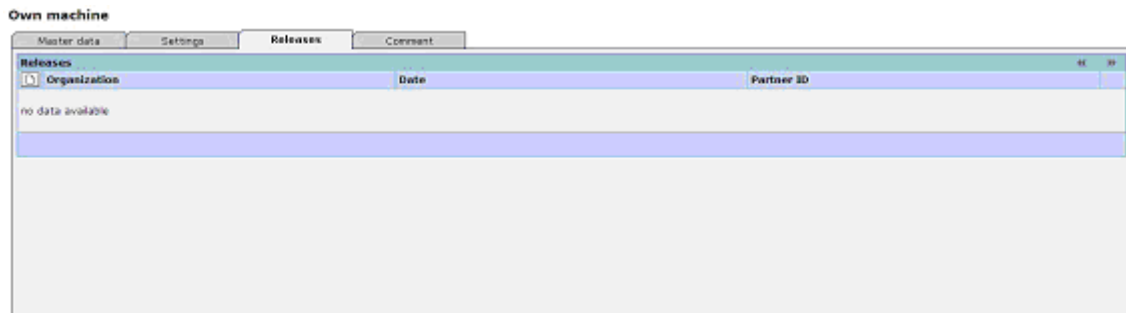 Own machine
Master data Settings Releases Comment
Releases « »
Organization Date Partner ID
no data available